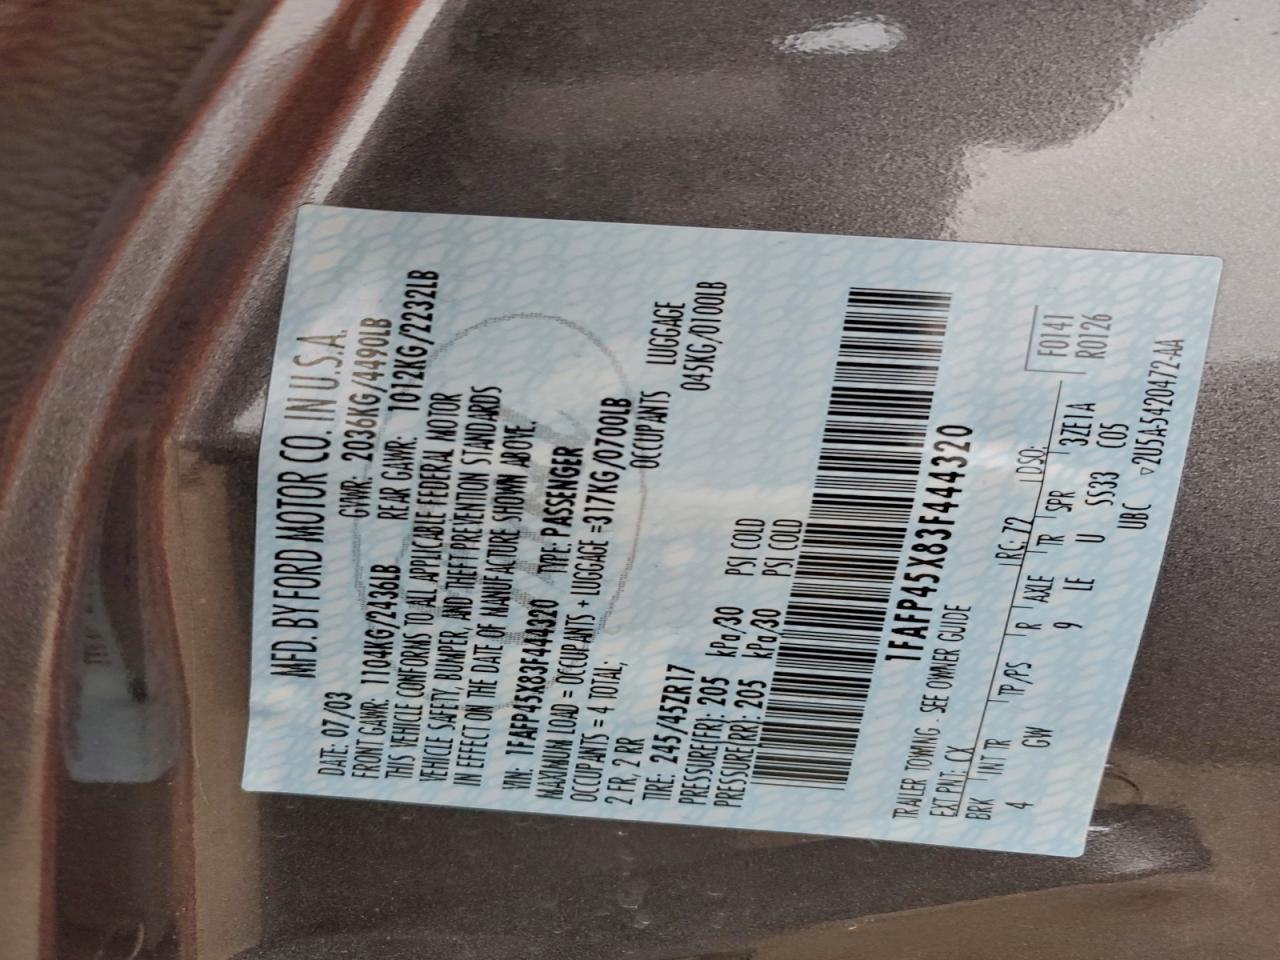 MFD. BY FORD MOTOR CO. IN U.S.A.
DATE: 07/03 GVWR: 2036KG/4490LB
FRONT GAWR: 1104KG/2436LB REAR GAWR: 1012KG/2232LB
THIS VEHICLE CONFORMS TO ALL APPLICABLE FEDERAL MOTOR
VEHICLE SAFETY, BUMPER, AND THEFT PREVENTION STANDARDS
IN EFFECT ON THE DATE OF MANUFACTURE SHOWN ABOVE.
VIN: 1FAFP45X83F444320 TYPE: PASSENGER
MAXIMUM LOAD = OCCUPANTS + LUGGAGE = 317KG/0700LB
OCCUPANTS = 4 TOTAL; OCCUPANTS LUGGAGE
2 FR, 2 RR 045KG/0100LB
TIRE: 245/45ZR17
PRESSURE(FR): 205 kPa/30 PSI COLD
PRESSURE(RR): 205 kPa/30 PSI COLD
1FAFP45X83F444320
TRAILER TOWING - SEE OWNER GUIDE
EXT PNT: CX RC: 72 DSO: F0141
BRK INT TR TP/PS R AXLE TR SPR R0126
4 GW 9 LE U SS33 3ZE1A
UBC C05
▽2U5A-5420472-AA